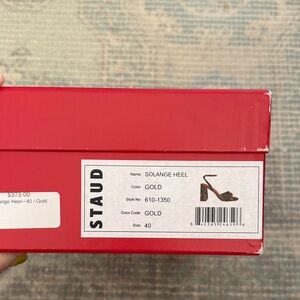 $375.00
ange Heel / 40 / Gold
STAUD
Name SOLANGE HEEL
Color GOLD
Style No 610-1350
Color Code GOLD
Size 40